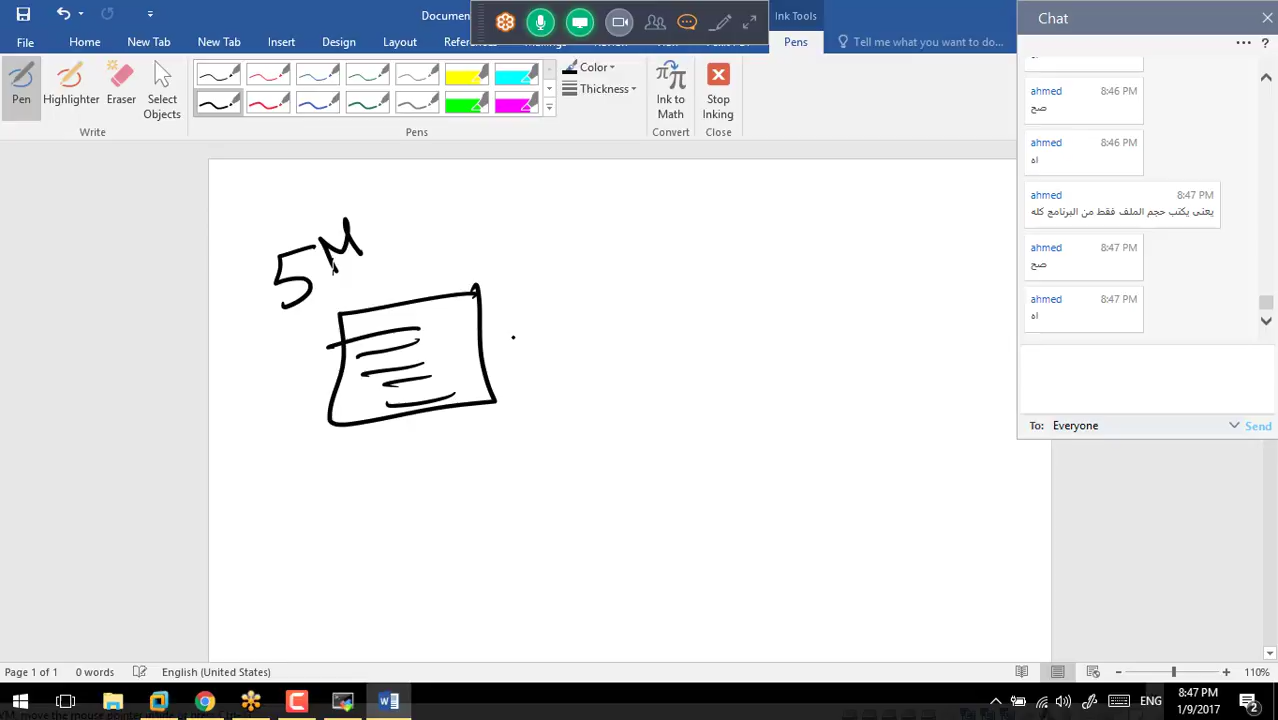 Documen
Ink Tools
File
Home
New Tab
New Tab
Insert
Design
Layout
Referenc
Pens
Tell me what you want to do...
Pen
Highlighter
Eraser
Select
Objects
Color
Thickness
Ink to
Math
Stop
Inking
Write
Pens
Convert
Close
Chat
ahmed 8:46 PM
صح
ahmed 8:46 PM
اه
ahmed 8:47 PM
يعنى يكتب حجم الملف فقط من البرنامج كله
ahmed 8:47 PM
صح
ahmed 8:47 PM
اه
To: Everyone
Send
5M
Page 1 of 1
0 words
English (United States)
110%
ENG
8:47 PM
1/9/2017
2